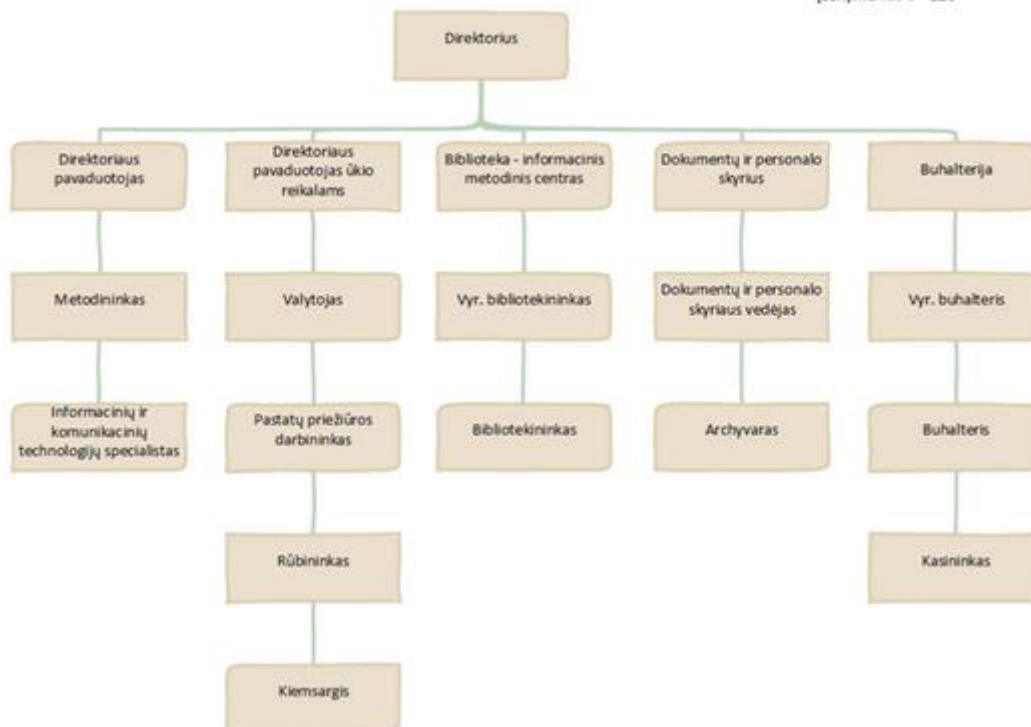 Direktorius
Direktoriaus
pavaduotojas
Direktoriaus
pavaduotojas ūkio
reikalams
Biblioteka - informacinis
metodinis centras
Dokumentų ir personalo
skyrius
Buhalterija
Metodininkas
Valytojas
Vyr. bibliotekininkas
Dokumentų ir personalo
skyriaus vedėjas
Vyr. buhalteris
Informacinių ir
komunikacinių
technologijų specialistas
Pastatų priežiūros
darbininkas
Bibliotekininkas
Archyvaras
Buhalteris
Rūbininkas
Kasininkas
Kiemsargis